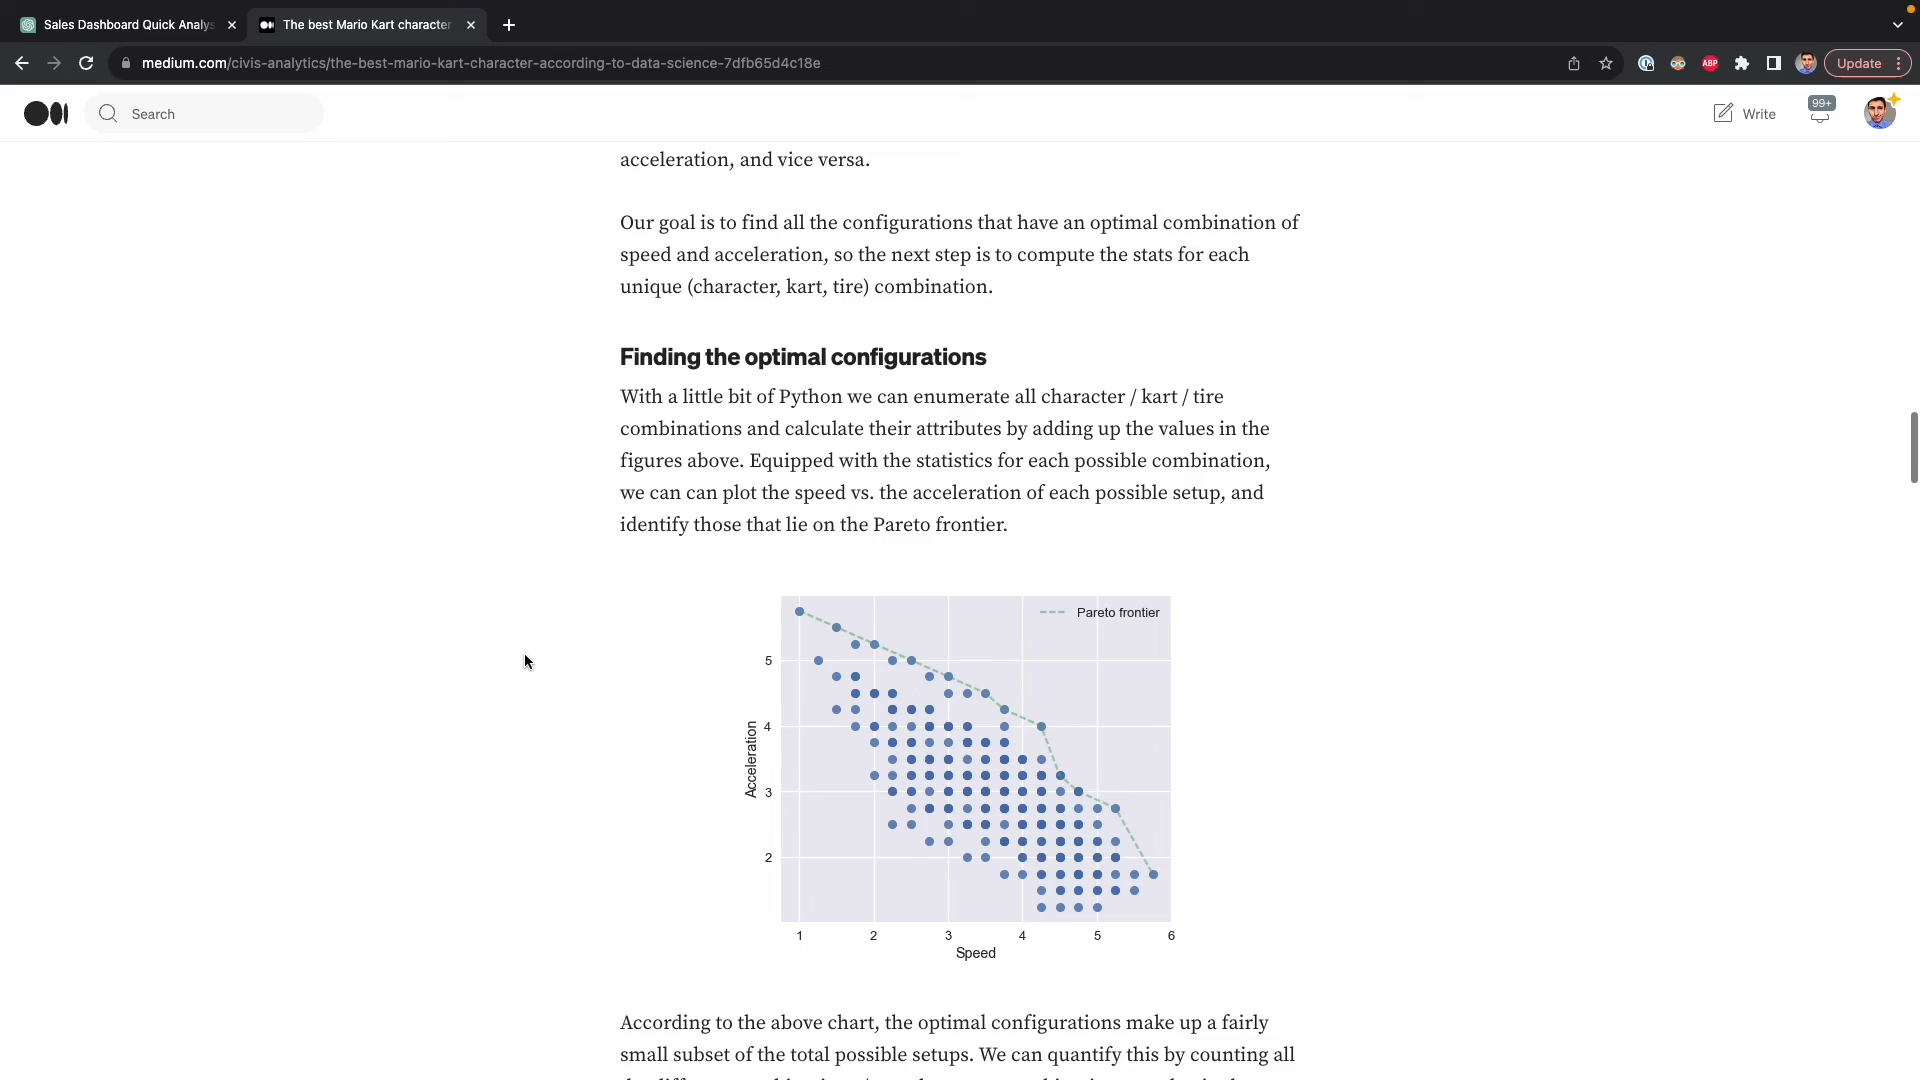 Sales Dashboard Quick Analys
The best Mario Kart character
medium.com/civis-analytics/the-best-mario-kart-character-according-to-data-science-7dfb65d4c18e
ABP
Update
Search
Write
99+
acceleration, and vice versa.
Our goal is to find all the configurations that have an optimal combination of
speed and acceleration, so the next step is to compute the stats for each
unique (character, kart, tire) combination.
Finding the optimal configurations
With a little bit of Python we can enumerate all character / kart / tire
combinations and calculate their attributes by adding up the values in the
figures above. Equipped with the statistics for each possible combination,
we can can plot the speed vs. the acceleration of each possible setup, and
identify those that lie on the Pareto frontier.
Pareto frontier
5
4
3
2
Acceleration
1 2 3 4 5 6
Speed
According to the above chart, the optimal configurations make up a fairly
small subset of the total possible setups. We can quantify this by counting all